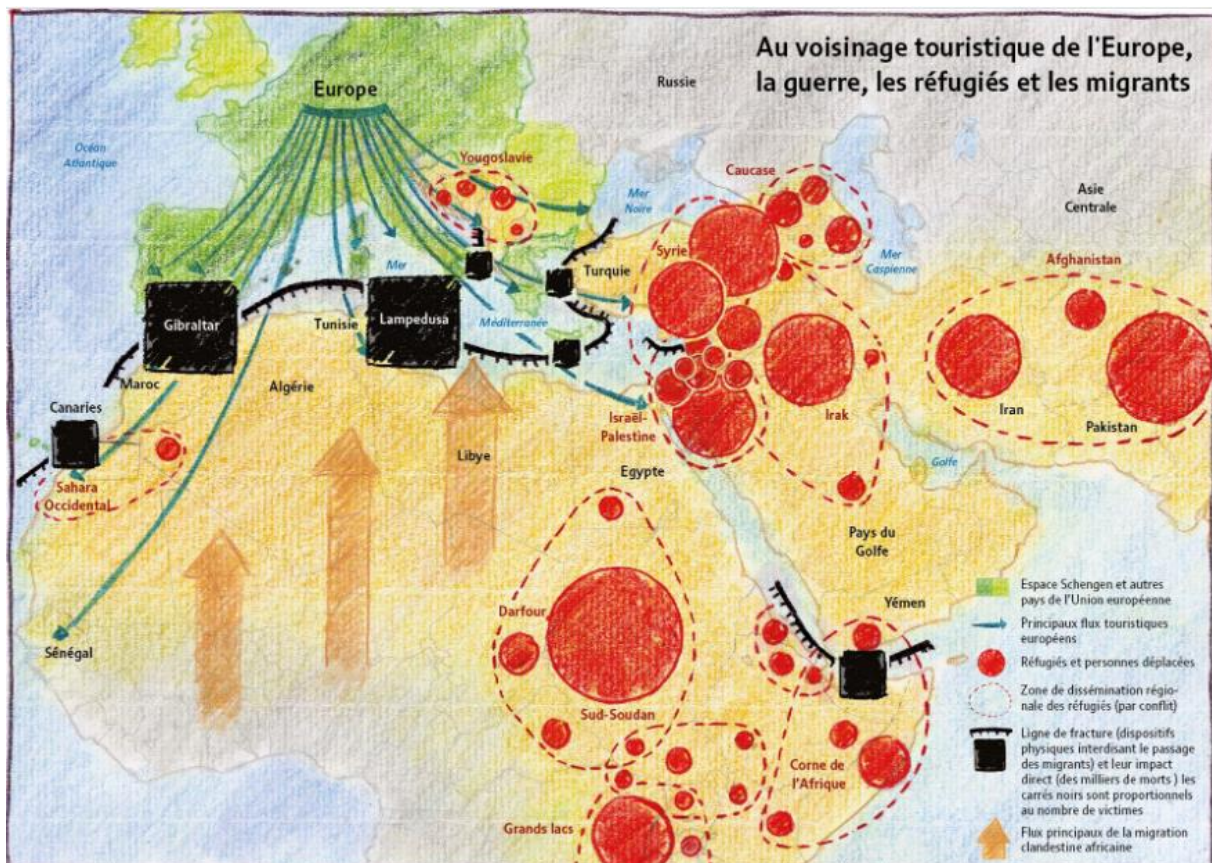 Au voisinage touristique de l'Europe,
la guerre, les réfugiés et les migrants
Europe
Russie
Océan
Atlantique
Yougoslavie
Caucase
Mer
Noire
Asie
Centrale
Mer
Caspienne
Syrie
Afghanistan
Turquie
Mer
Méditerranée
Gibraltar
Tunisie
Lampedusa
Maroc
Algérie
Canaries
Israël-
Palestine
Irak
Iran
Pakistan
Libye
Egypte
Golfe
Sahara
Occidental
Pays du
Golfe
Darfour
Yémen
Sénégal
Sud-Soudan
Corne de
l'Afrique
Grands lacs
Espace Schengen et autres
pays de l'Union européenne
Principaux flux touristiques
européens
Réfugiés et personnes déplacées
Zone de dissémination régio-
nale des réfugiés (par conflit)
Ligne de fracture (dispositifs
physiques interdisant le passage
des migrants) et leur impact
direct (des milliers de morts ) les
carrés noirs sont proportionnels
au nombre de victimes
Flux principaux de la migration
clandestine africaine